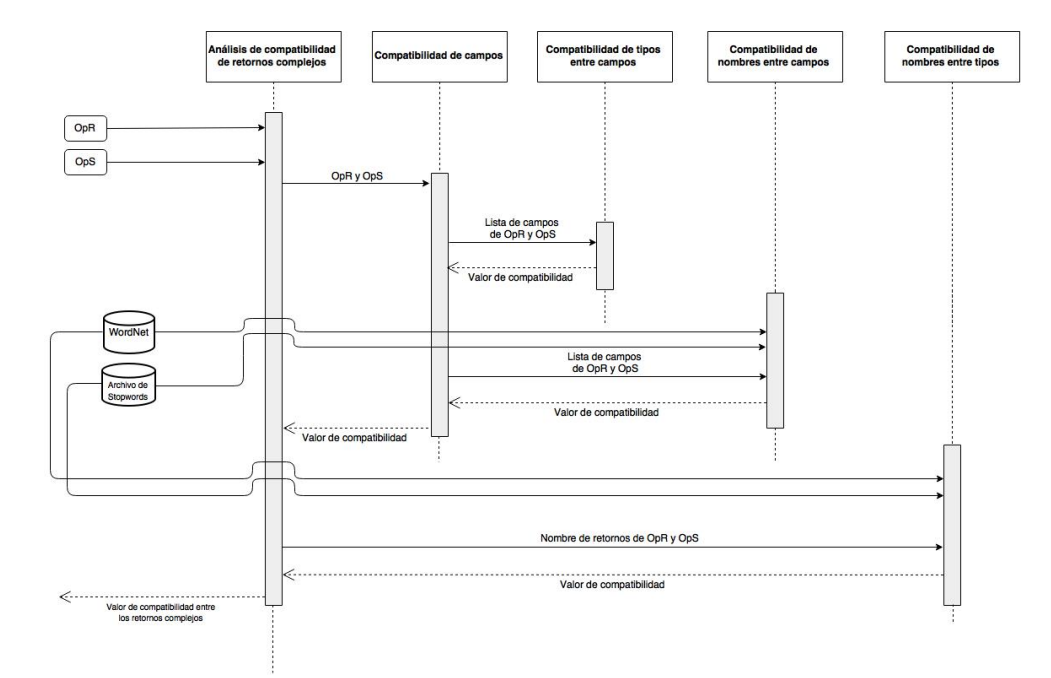 Análisis de compatibilidad
de retornos complejos
Compatibilidad de campos
Compatibilidad de tipos
entre campos
Compatibilidad de
nombres entre campos
Compatibilidad de
nombres entre tipos
OpR
OpS
OpR y OpS
Lista de campos
de OpR y OpS
Valor de compatibilidad
WordNet
Archivo de
Stopwords
Lista de campos
de OpR y OpS
Valor de compatibilidad
Valor de compatibilidad
Nombre de retornos de OpR y OpS
Valor de compatibilidad
Valor de compatibilidad entre
los retornos complejos